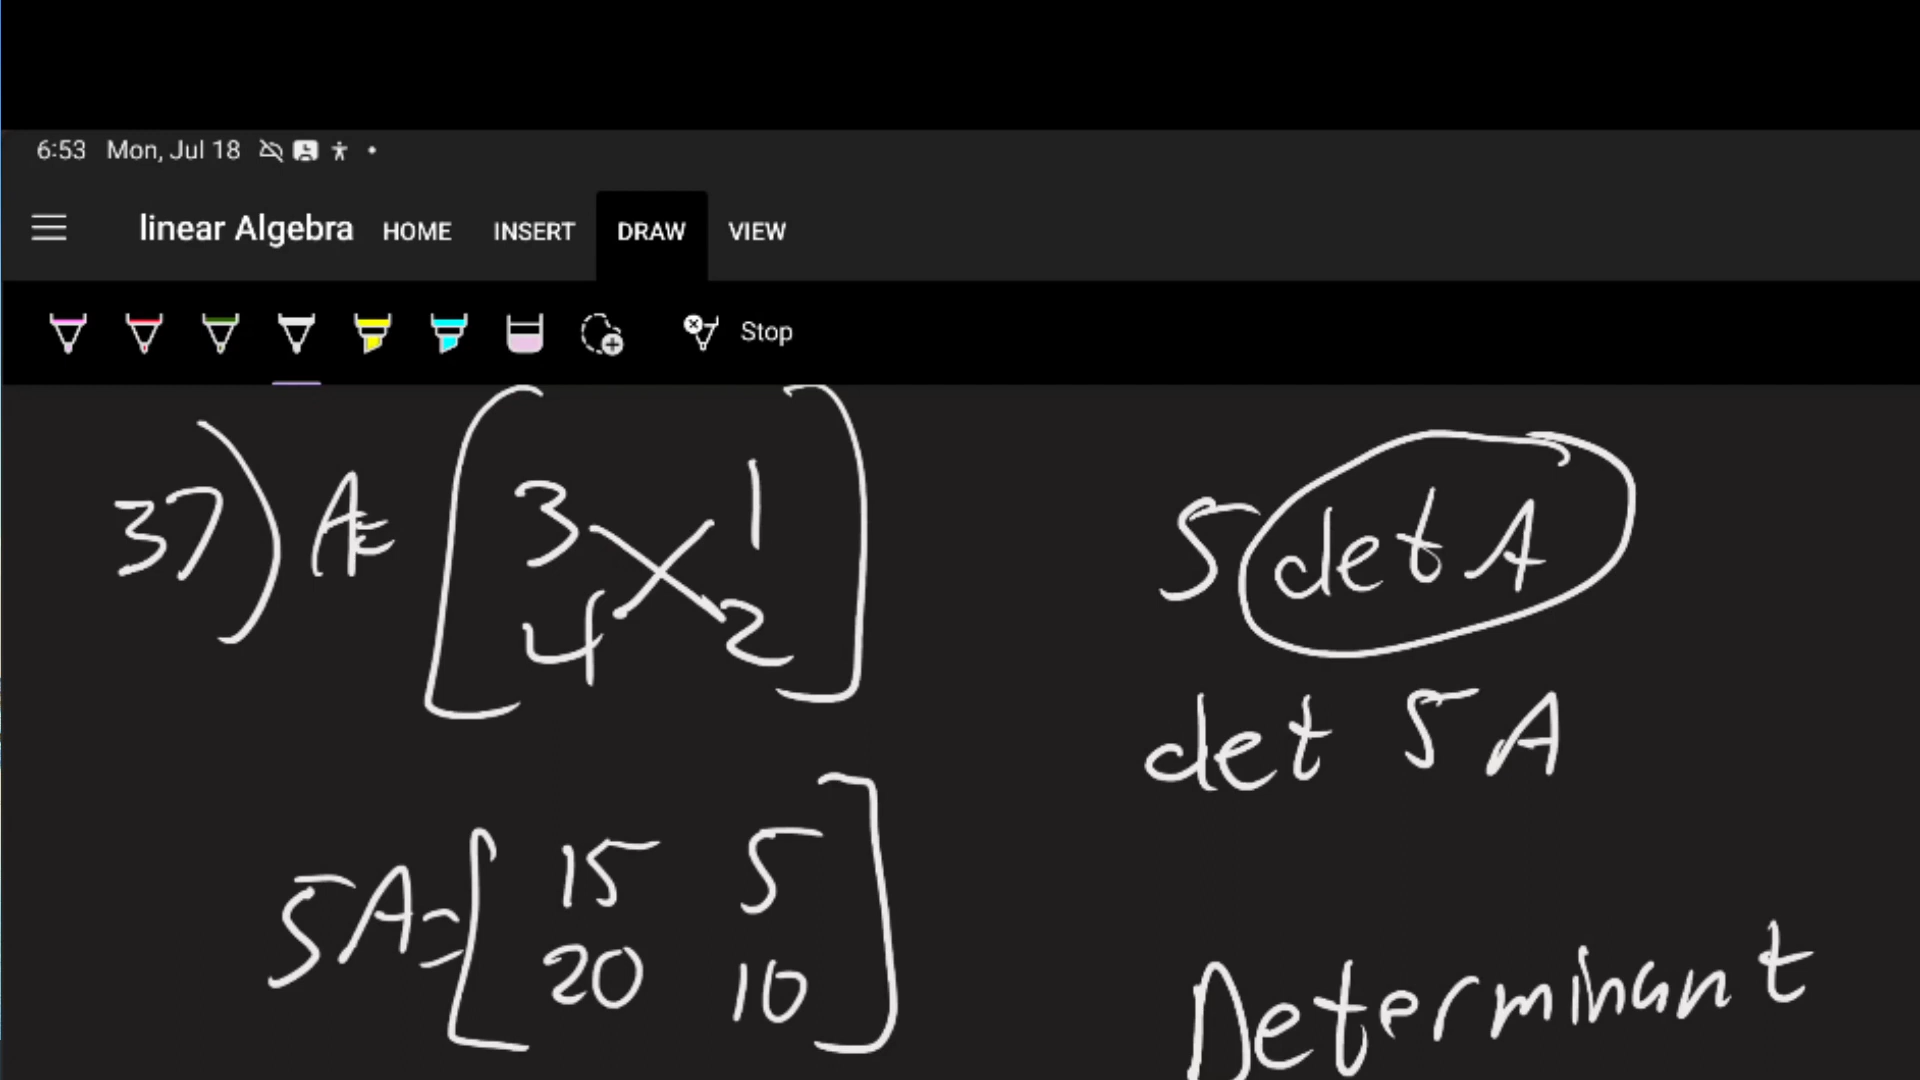 6:53 Mon, Jul 18
linear Algebra HOME INSERT DRAW VIEW
Stop
37) A= [3 1
4 2]
5 det A
det 5A
5A= [15 5
20 10]
Determinant